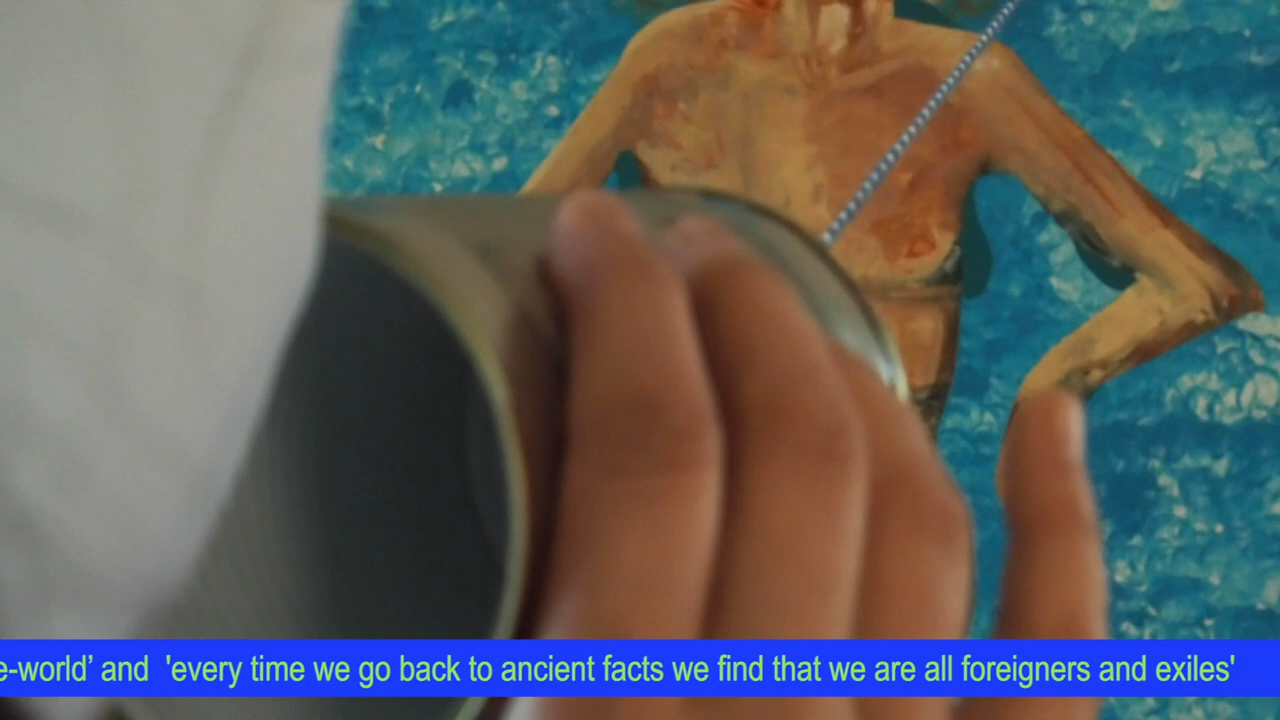 e-world’ and 'every time we go back to ancient facts we find that we are all foreigners and exiles'